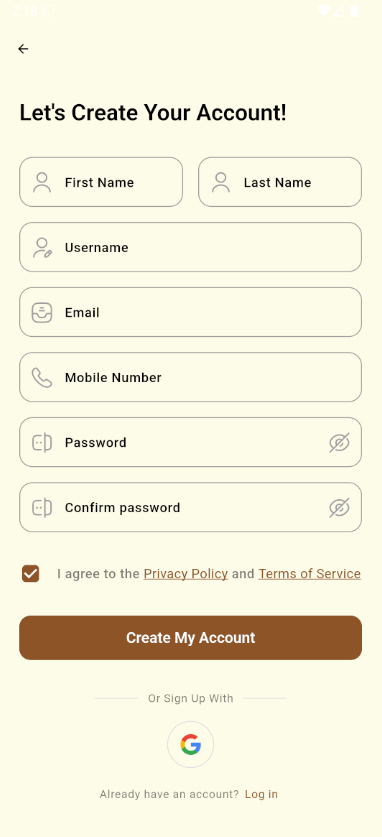 Let's Create Your Account!
First Name Last Name
Username
Email
Mobile Number
Password
Confirm password
I agree to the Privacy Policy and Terms of Service
Create My Account
Or Sign Up With
Already have an account? Log in